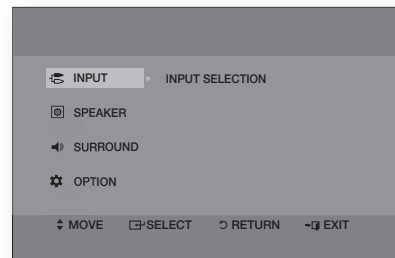 INPUT INPUT SELECTION
SPEAKER
SURROUND
OPTION
MOVE SELECT RETURN EXIT